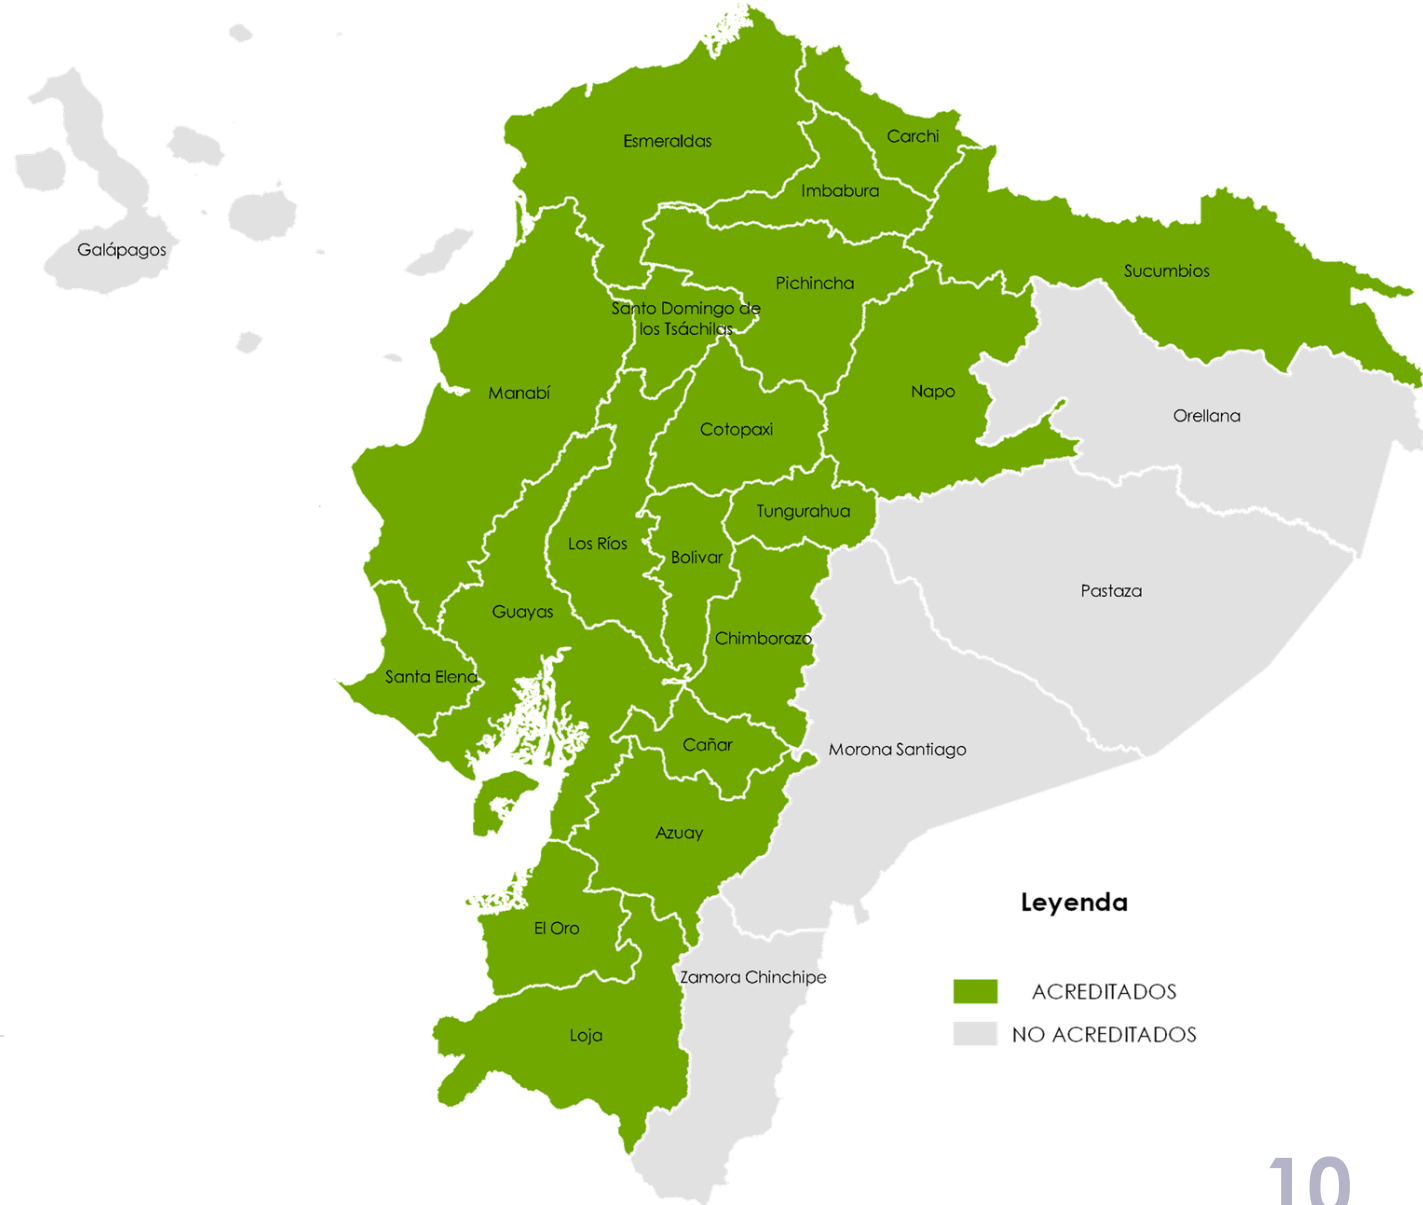 Esmeraldas
Carchi
Imbabura
Galápagos
Sucumbios
Pichincha
Santo Domingo de
los Tsáchilas
Manabí
Napo
Orellana
Cotopaxi
Tungurahua
Los Ríos
Bolivar
Pastaza
Guayas
Chimborazo
Santa Elena
Cañar
Morona Santiago
Azuay
Leyenda
El Oro
Zamora Chinchipe
ACREDITADOS
Loja
NO ACREDITADOS
10